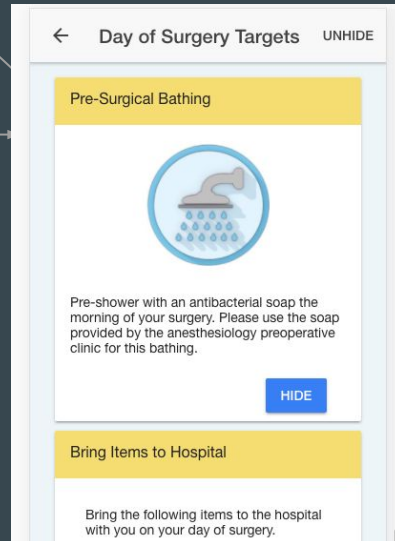 Day of Surgery Targets UNHIDE
Pre-Surgical Bathing
Pre-shower with an antibacterial soap the
morning of your surgery. Please use the soap
provided by the anesthesiology preoperative
clinic for this bathing.
HIDE
Bring Items to Hospital
Bring the following items to the hospital
with you on your day of surgery.